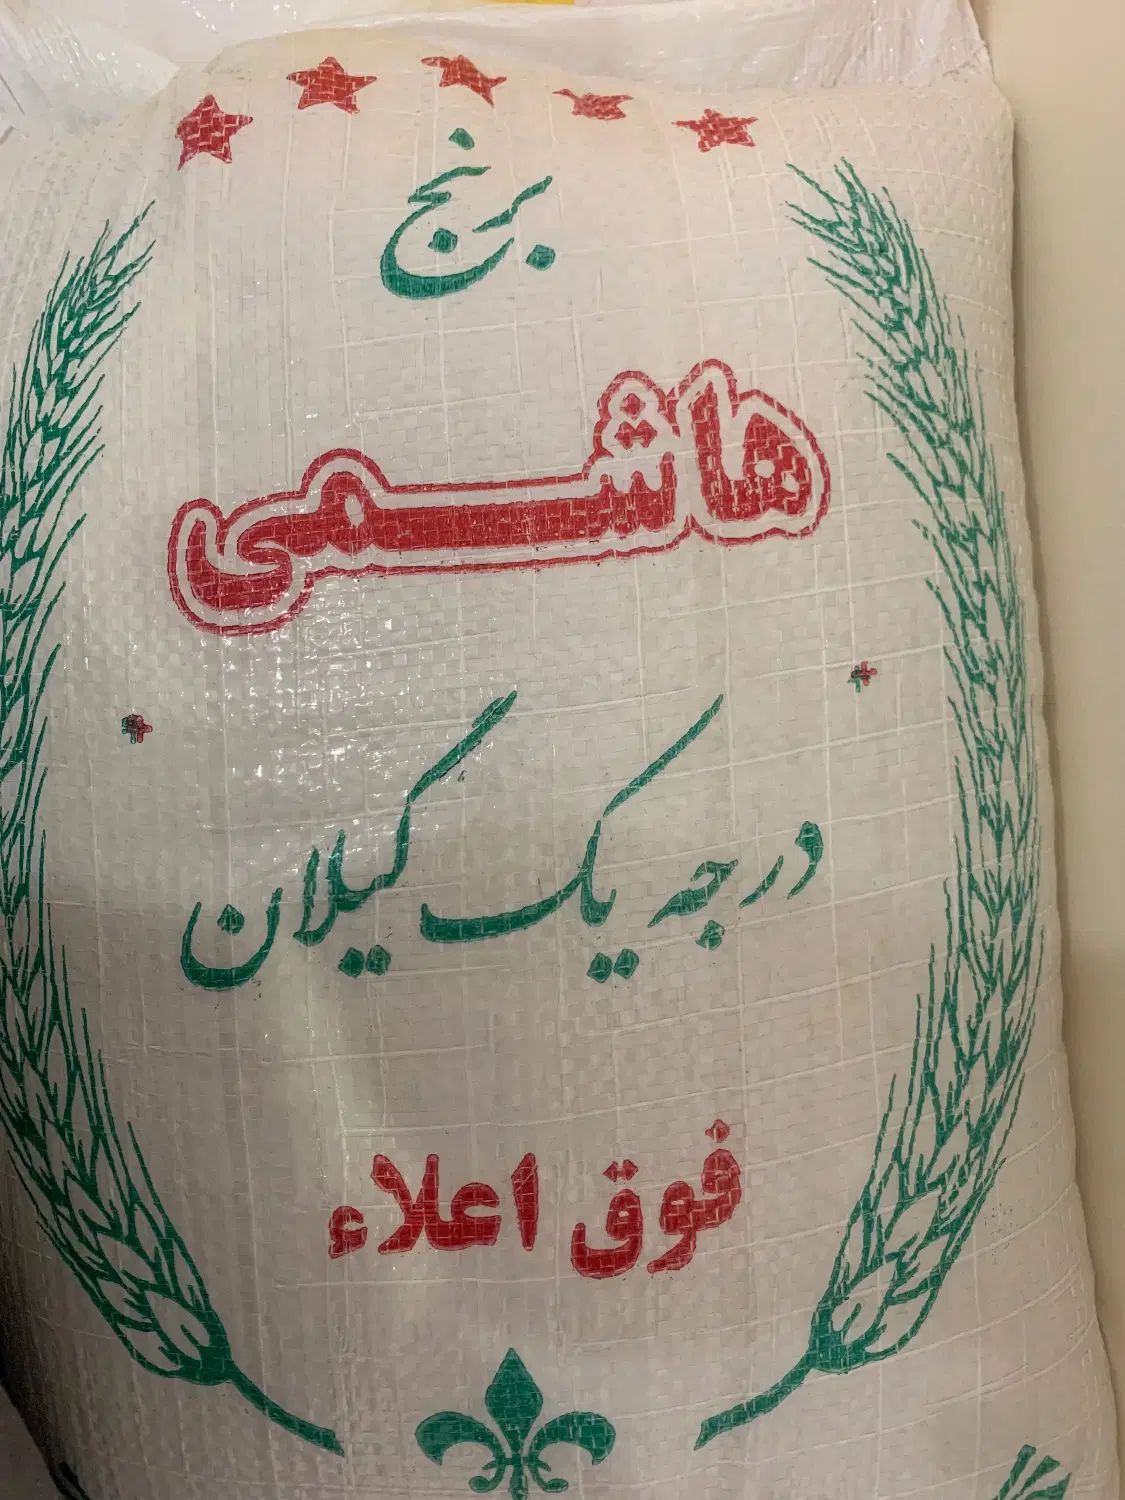 برنج
هاشمی
درجه یک گیلان
فوق اعلاء